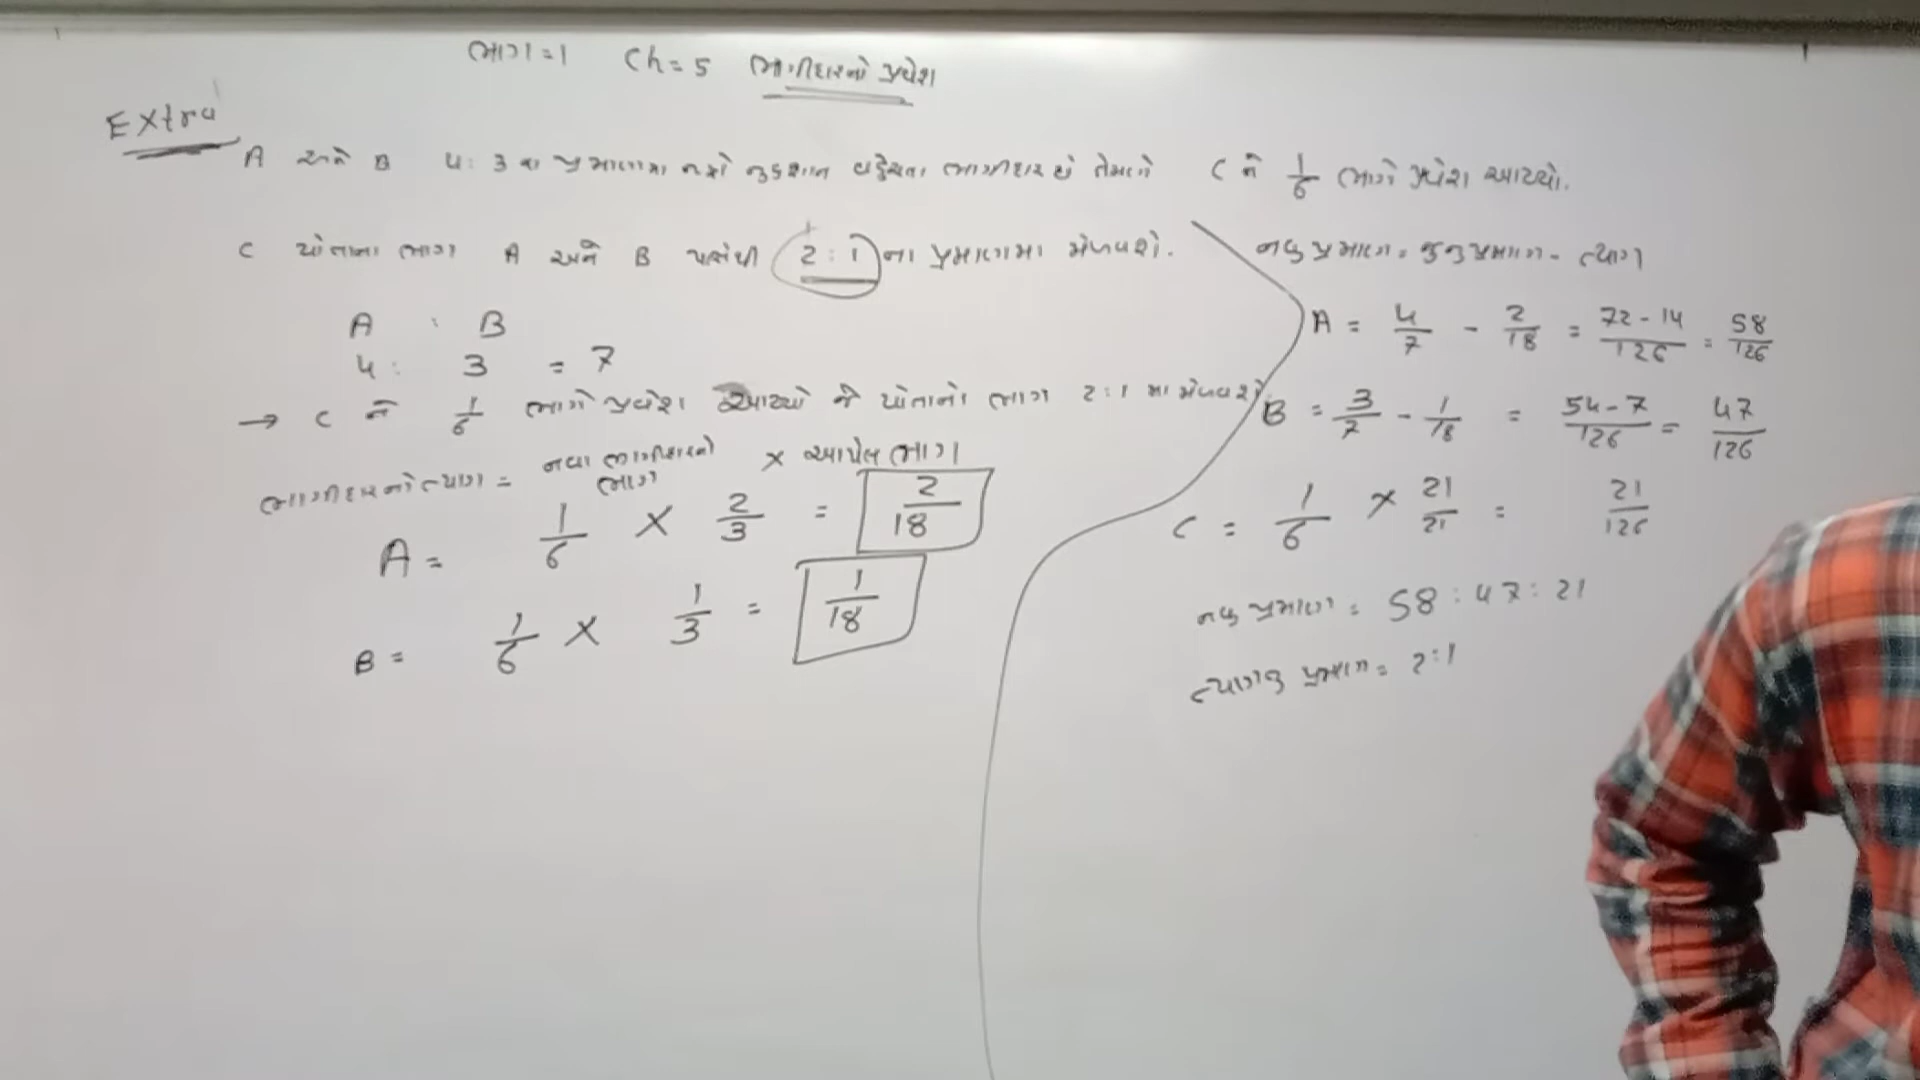 ભાગ=1 Ch=5 ભાગીદારનો પ્રવેશ
Extra
A અને B 4:3 ના પ્રમાણમા નફો નુકશાન વહેંચતા ભાગીદાર છે તેમણે C ને 1/6 ભાગે પ્રવેશ આપ્યો.
C પોતાના ભાગ A અને B પાસેથી 2:1 ના પ્રમાણમા મેળવશે.
A : B
4 : 3 = 7
→ C ને 1/6 ભાગે પ્રવેશ આપ્યો જે પોતાનો ભાગ 2:1 મા મેળવશે
ભાગીદારનો ત્યાગ = નવા ભાગીદારનો ભાગ × આપેલ ભાગ
A = 1/6 × 2/3 = 2/18
B = 1/6 × 1/3 = 1/18
નવુ પ્રમાણ = જુનુ પ્રમાણ - ત્યાગ
A = 4/7 - 2/18 = 72-14/126 = 58/126
B = 3/7 - 1/18 = 54-7/126 = 47/126
C = 1/6 × 21/21 = 21/126
નવુ પ્રમાણ = 58:47:21
ત્યાગનુ પ્રમાણ = 2:1